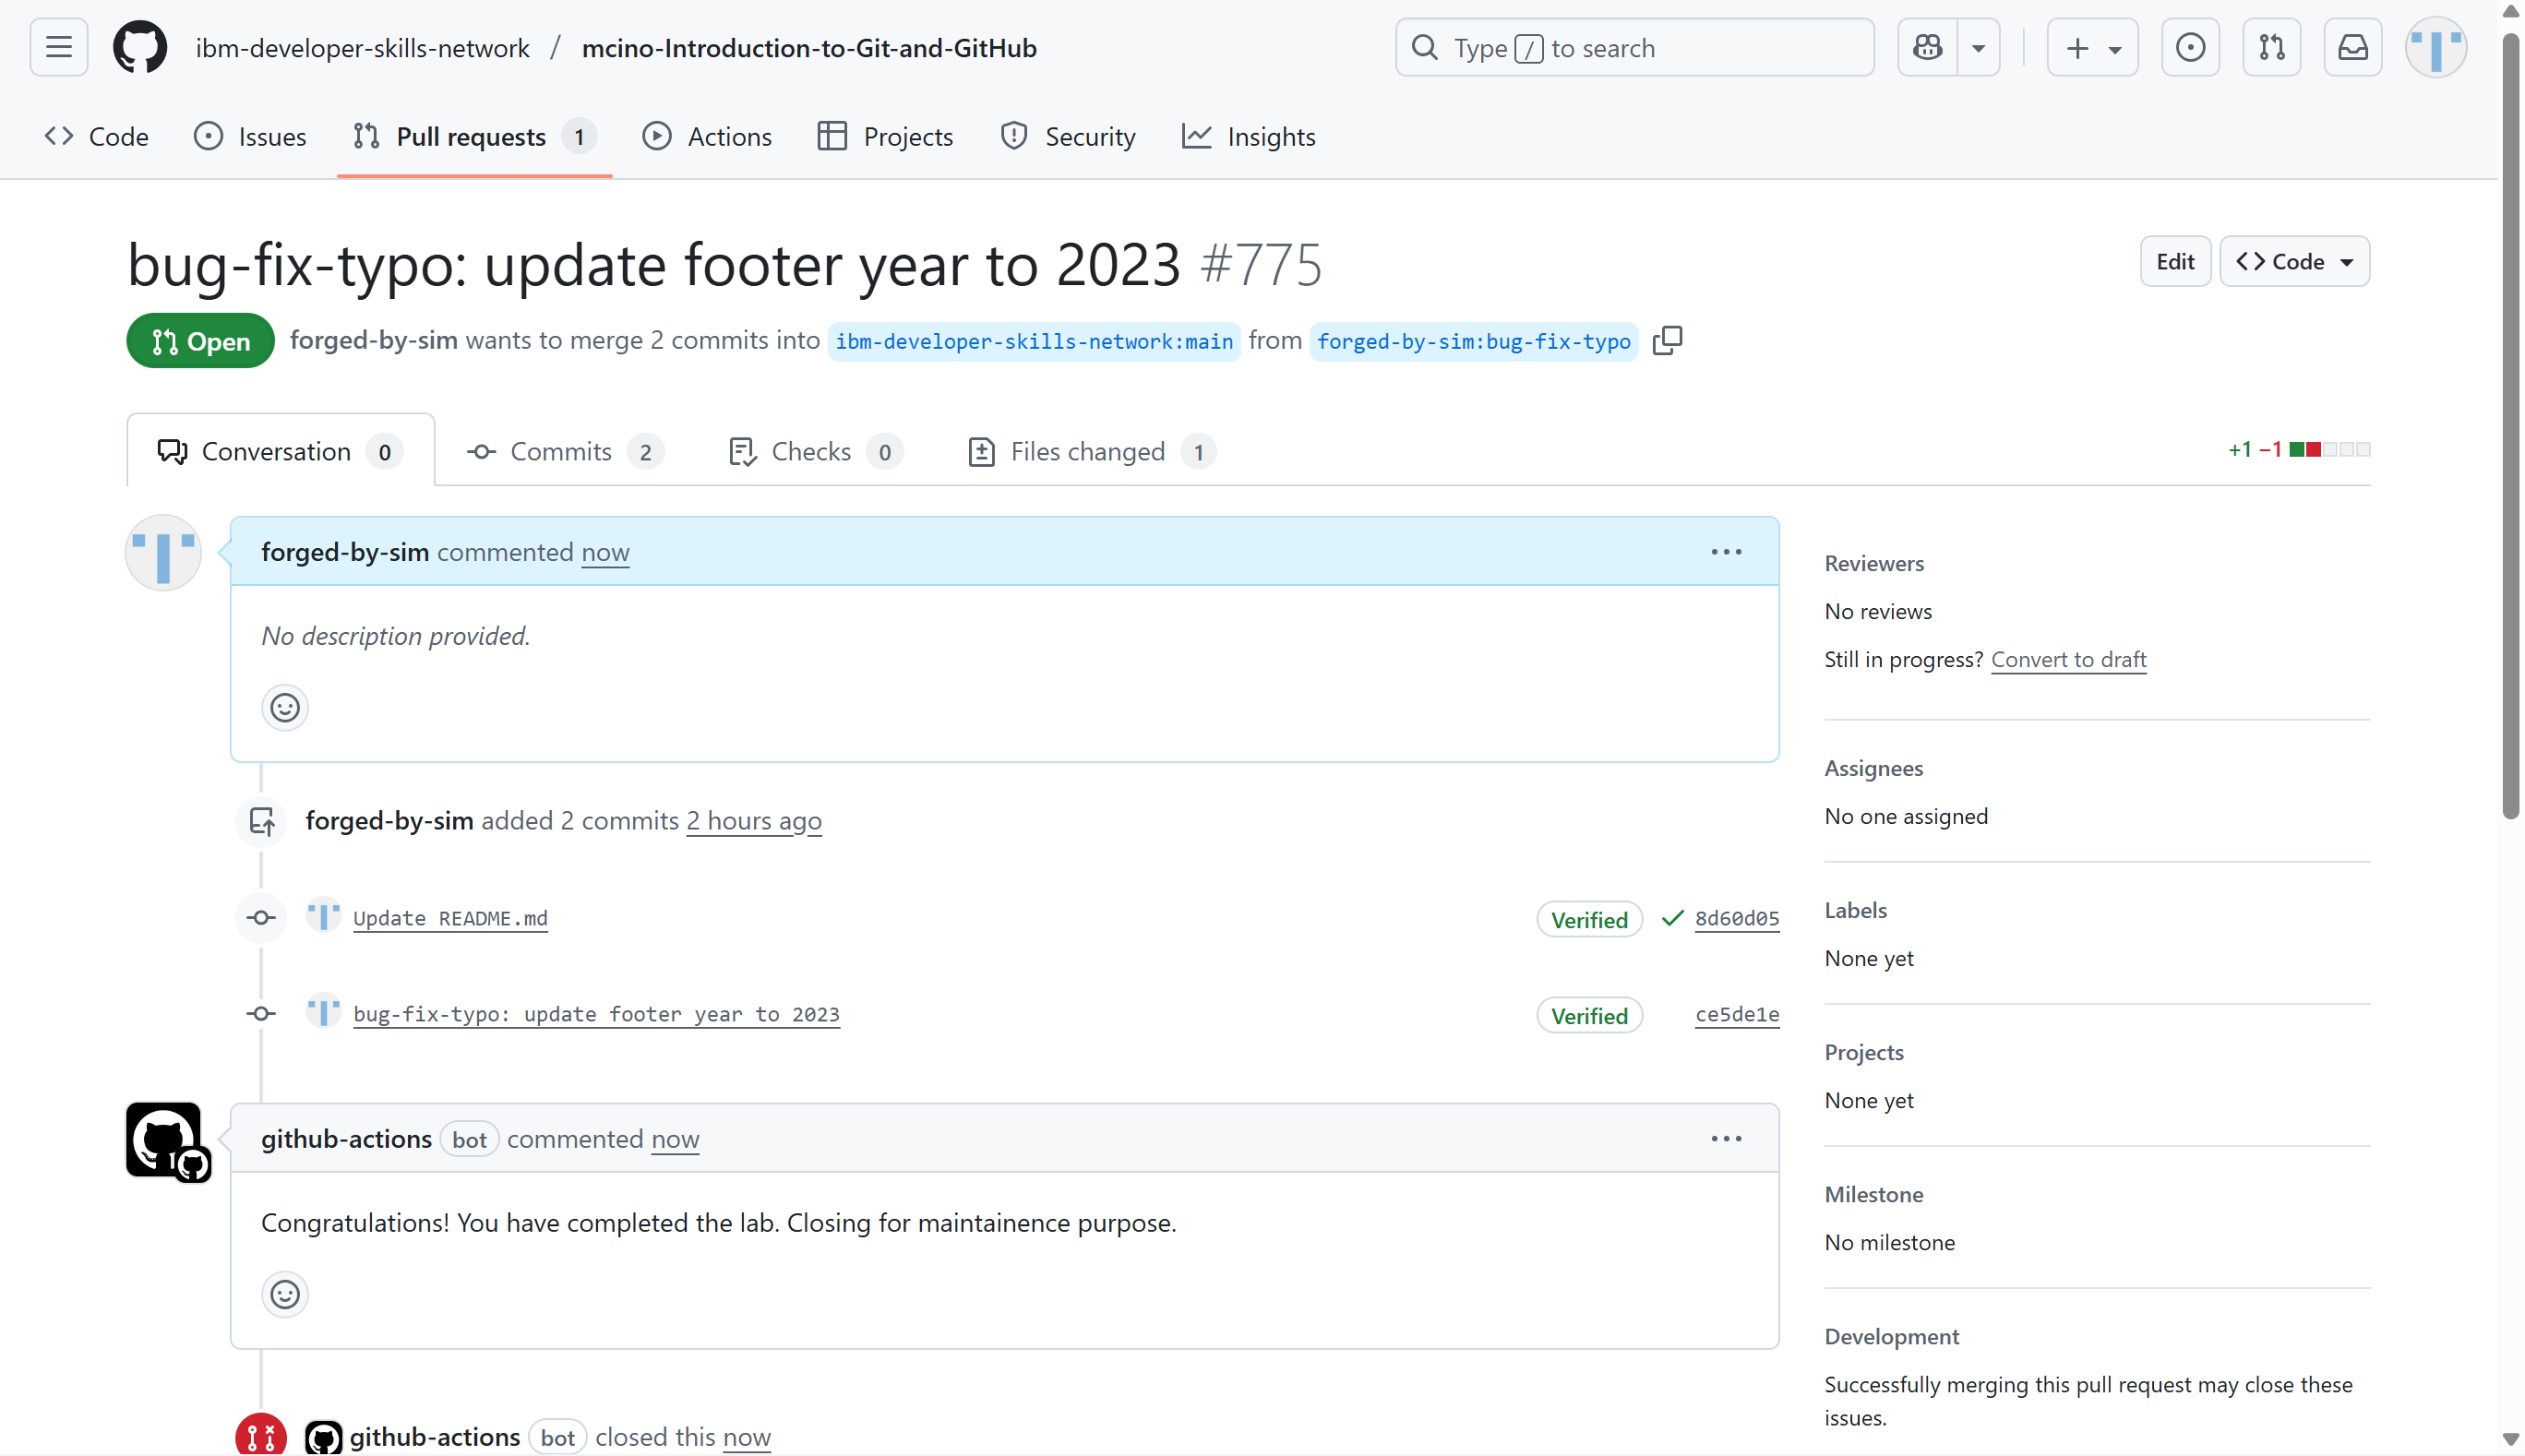 ibm-developer-skills-network / mcino-Introduction-to-Git-and-GitHub
Type / to search
Code
Issues
Pull requests 1
Actions
Projects
Security
Insights
bug-fix-typo: update footer year to 2023 #775
Edit
Code
Open
forged-by-sim wants to merge 2 commits into ibm-developer-skills-network:main from forged-by-sim:bug-fix-typo
Conversation 0
Commits 2
Checks 0
Files changed 1
+1 −1
forged-by-sim commented now
No description provided.
forged-by-sim added 2 commits 2 hours ago
Update README.md
Verified
8d60d05
bug-fix-typo: update footer year to 2023
Verified
ce5de1e
github-actions bot commented now
Congratulations! You have completed the lab. Closing for maintainence purpose.
github-actions bot closed this now
Reviewers
No reviews
Still in progress? Convert to draft
Assignees
No one assigned
Labels
None yet
Projects
None yet
Milestone
No milestone
Development
Successfully merging this pull request may close these
issues.